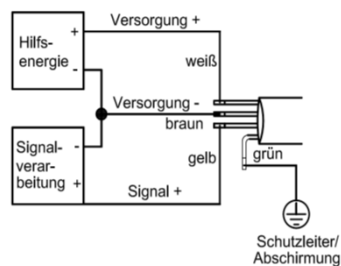 Versorgung +
Hilfs-
energie
+
-
weiß
Versorgung -
braun
Signal-
verar-
beitung
-
+
gelb
grün
Signal +
Schutzleiter/
Abschirmung